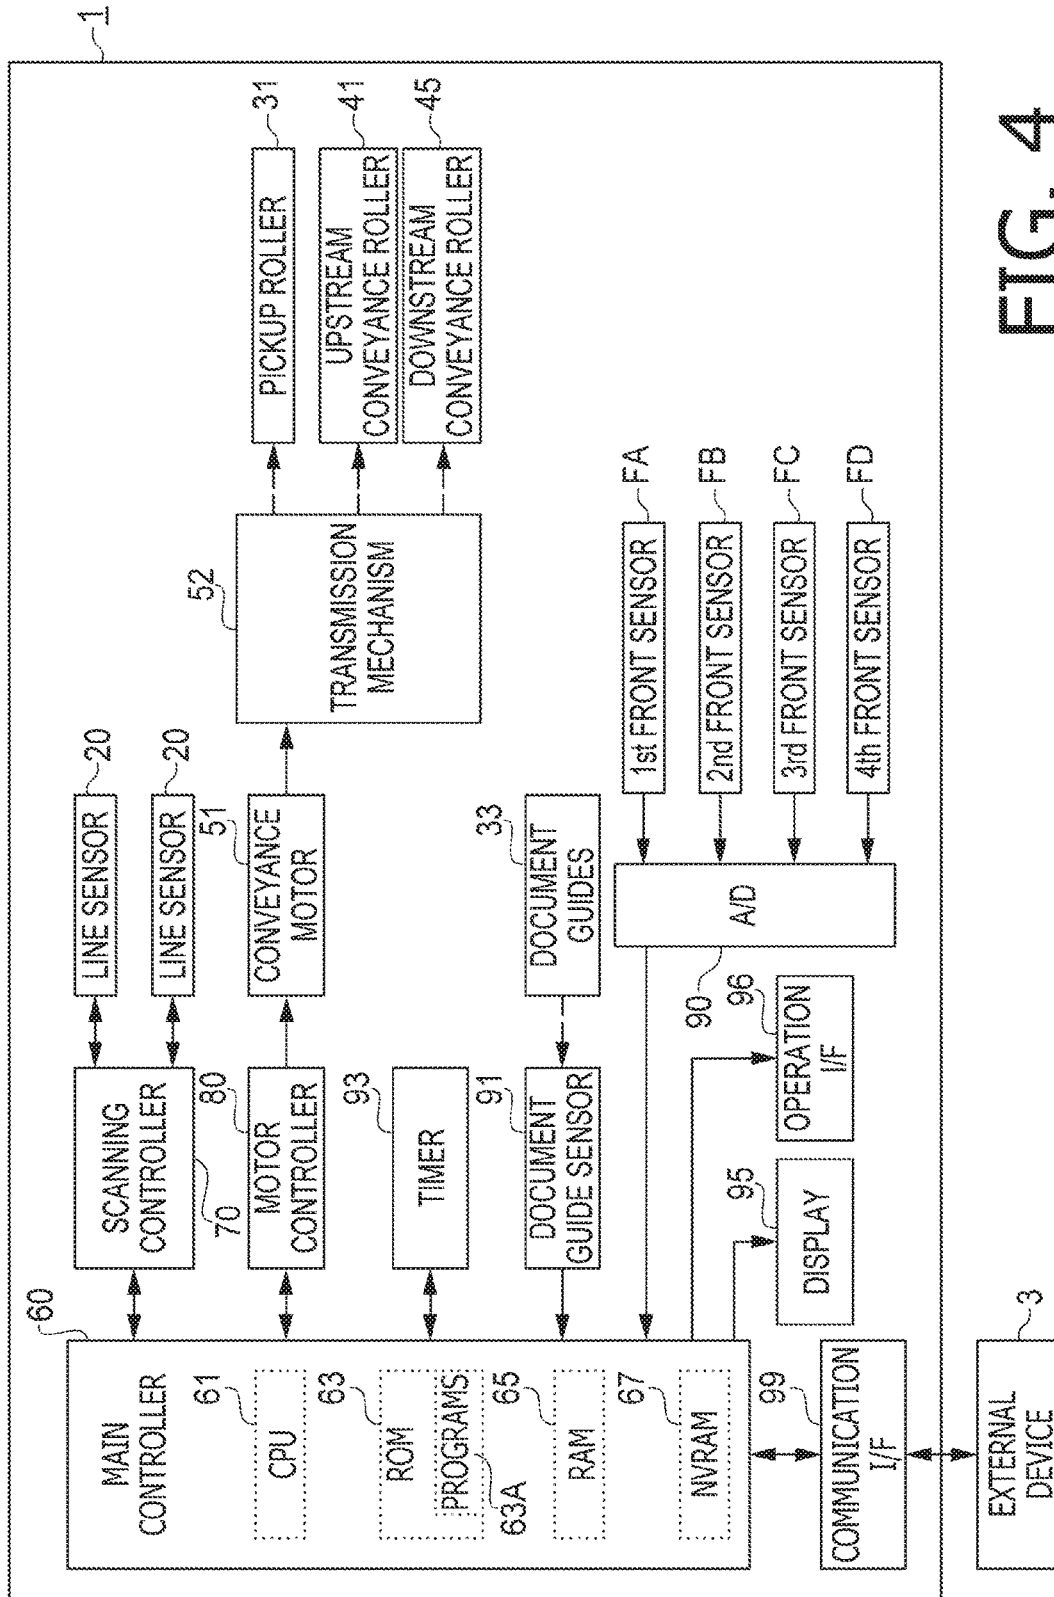 1
60
MAIN
CONTROLLER
61
CPU
63
ROM
PROGRAMS
63A
65
RAM
67
NVRAM
SCANNING
CONTROLLER
70
LINE SENSOR
20
LINE SENSOR
20
80
MOTOR
CONTROLLER
51
CONVEYANCE
MOTOR
52
TRANSMISSION
MECHANISM
PICKUP ROLLER
31
UPSTREAM
CONVEYANCE ROLLER
41
DOWNSTREAM
CONVEYANCE ROLLER
45
93
TIMER
91
DOCUMENT
GUIDE SENSOR
33
DOCUMENT
GUIDES
A/D
90
1st FRONT SENSOR
FA
2nd FRONT SENSOR
FB
3rd FRONT SENSOR
FC
4th FRONT SENSOR
FD
95
DISPLAY
96
OPERATION
I/F
99
COMMUNICATION
I/F
3
EXTERNAL
DEVICE
FIG. 4